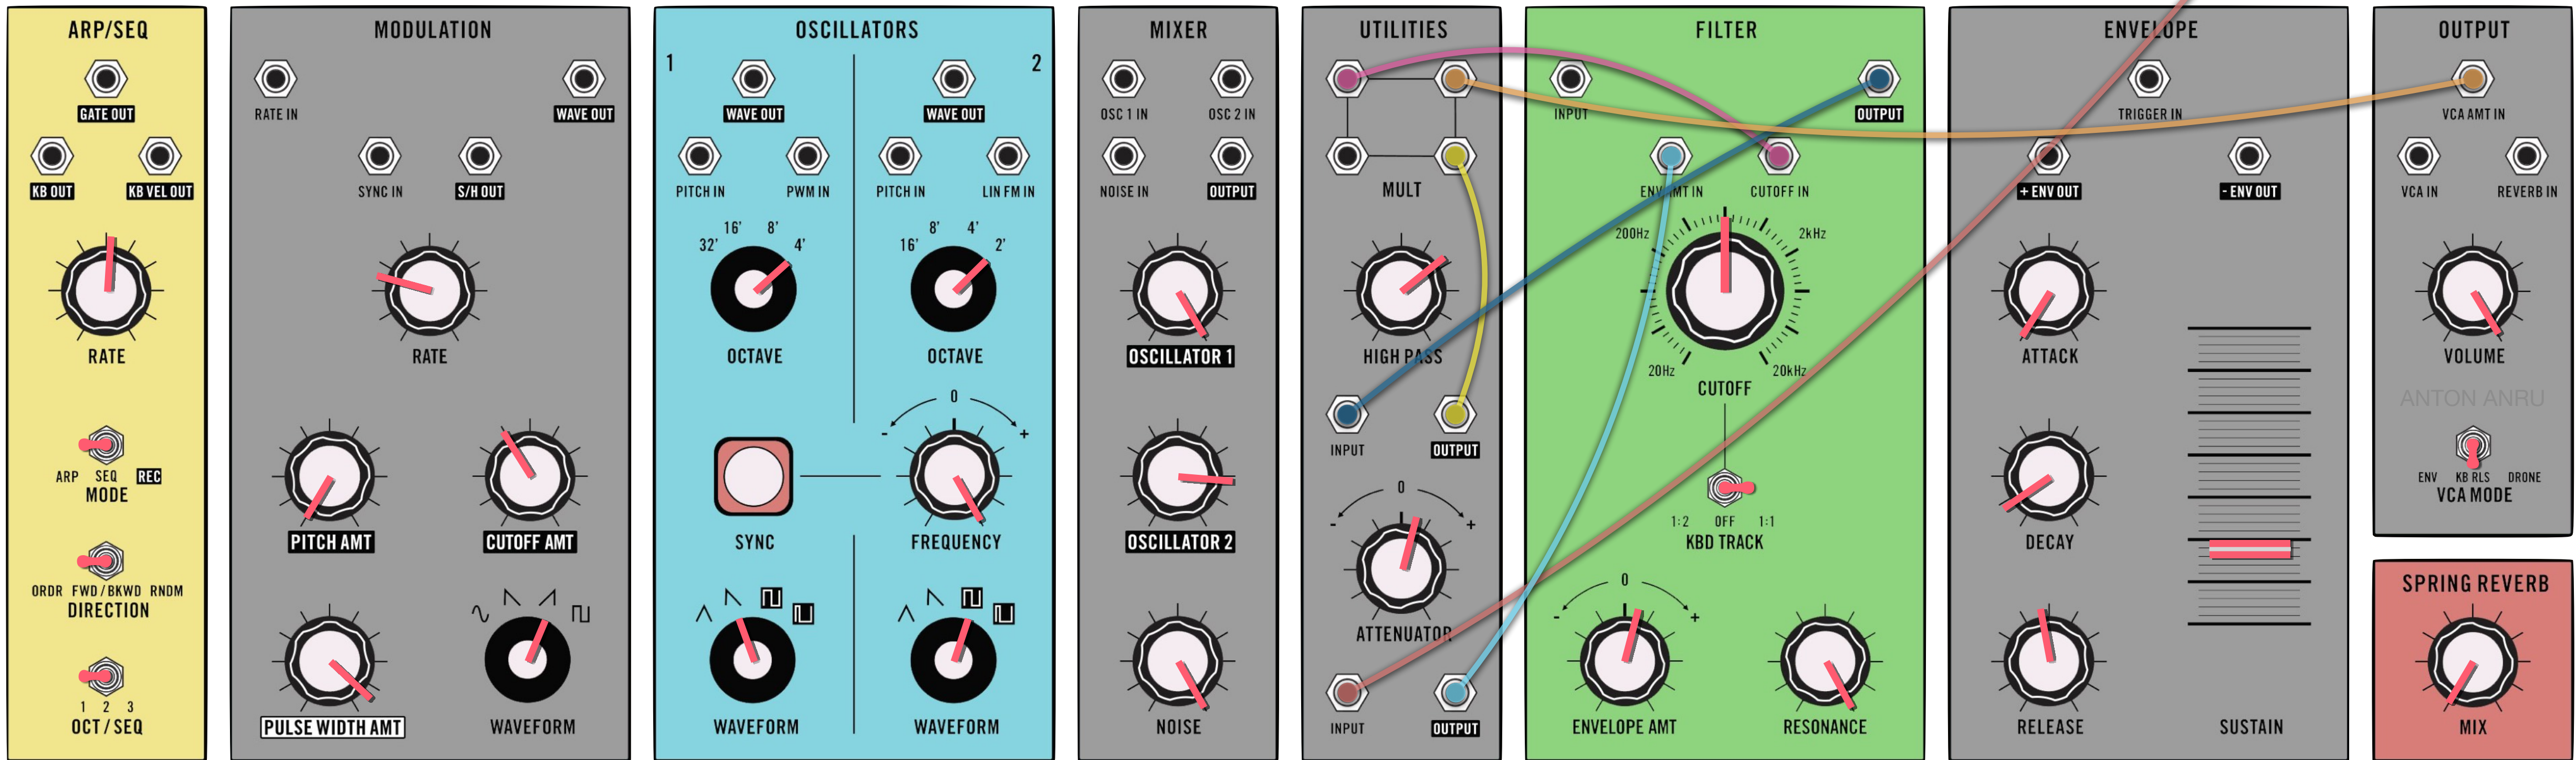 ARP/SEQ
GATE OUT
KB OUT
KB VEL OUT
RATE
ARP SEQ REC
MODE
ORDR FWD/BKWD RNDM
DIRECTION
1 2 3
OCT/SEQ
MODULATION
RATE IN
WAVE OUT
SYNC IN
S/H OUT
RATE
PITCH AMT
CUTOFF AMT
PULSE WIDTH AMT
WAVEFORM
OSCILLATORS
1
2
WAVE OUT
WAVE OUT
PITCH IN
PWM IN
PITCH IN
LIN FM IN
32' 16' 8' 4'
16' 8' 4' 2'
OCTAVE
OCTAVE
- 0 +
SYNC
FREQUENCY
WAVEFORM
WAVEFORM
MIXER
OSC 1 IN
OSC 2 IN
NOISE IN
OUTPUT
OSCILLATOR 1
OSCILLATOR 2
NOISE
UTILITIES
MULT
HIGH PASS
INPUT
OUTPUT
- 0 +
ATTENUATOR
INPUT
OUTPUT
FILTER
INPUT
OUTPUT
ENV AMT IN
CUTOFF IN
200Hz
2kHz
20Hz
20kHz
CUTOFF
1:2 OFF 1:1
KBD TRACK
- 0 +
ENVELOPE AMT
RESONANCE
ENVELOPE
TRIGGER IN
+ ENV OUT
- ENV OUT
ATTACK
DECAY
RELEASE
SUSTAIN
OUTPUT
VCA AMT IN
VCA IN
REVERB IN
VOLUME
ANTON ANRU
ENV KB RLS DRONE
VCA MODE
SPRING REVERB
MIX